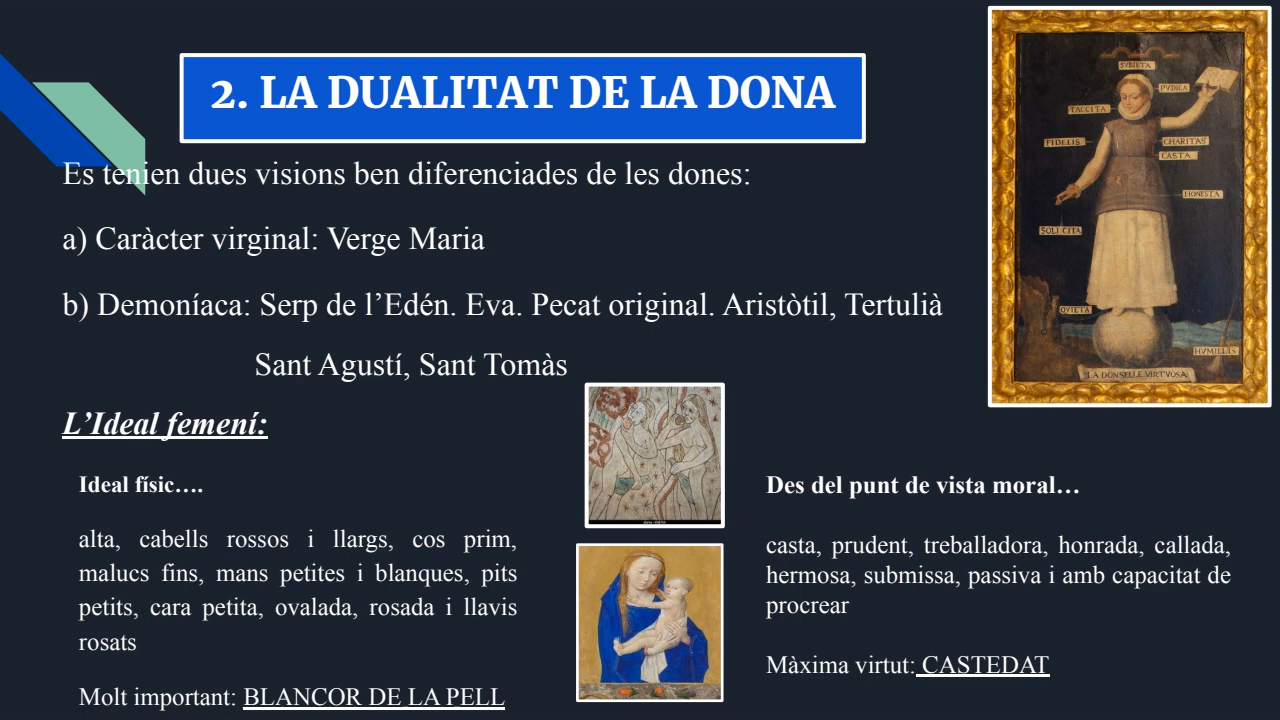 2. LA DUALITAT DE LA DONA
Es tenien dues visions ben diferenciades de les dones:
a) Caràcter virginal: Verge Maria
b) Demoníaca: Serp de l’Edén. Eva. Pecat original. Aristòtil, Tertulià
Sant Agustí, Sant Tomàs
L’Ideal femení:
Ideal físic….
alta, cabells rossos i llargs, cos prim,
malucs fins, mans petites i blanques, pits
petits, cara petita, ovalada, rosada i llavis
rosats
Molt important: BLANCOR DE LA PELL
Des del punt de vista moral…
casta, prudent, treballadora, honrada, callada,
hermosa, submissa, passiva i amb capacitat de
procrear
Màxima virtut: CASTEDAT
SVBIETA
PVDICA
TACCITA
FIDELIS
CHARITAS
CASTA
HONESTA
SOLICITA
QVIETA
HVMILLIS
LA DONSELLE VIRTVOSA